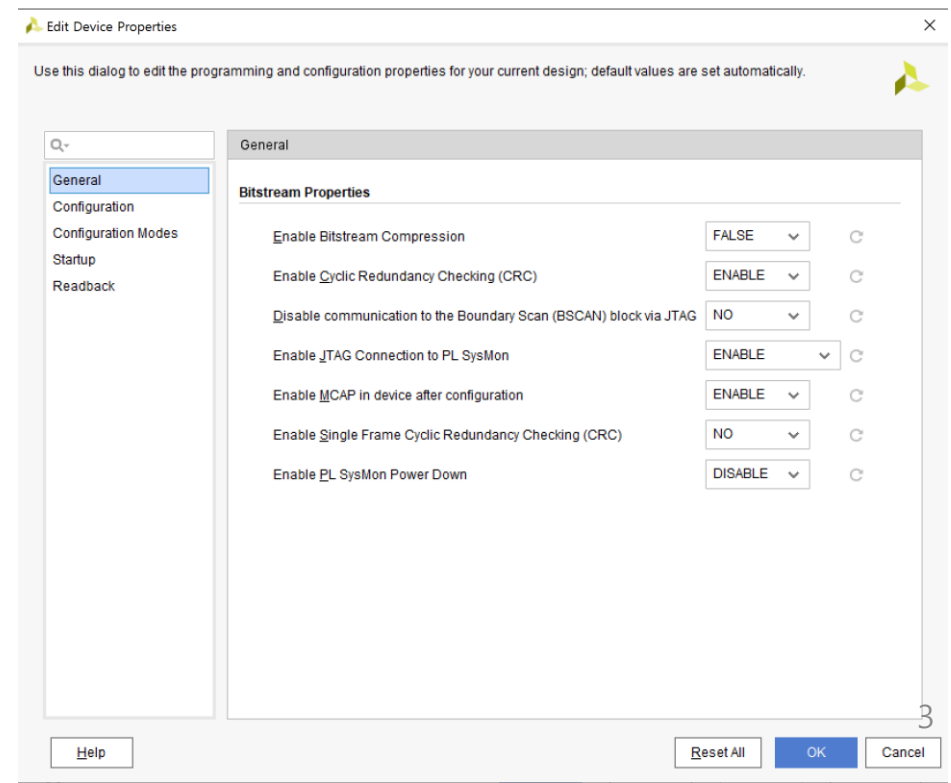 Edit Device Properties
Use this dialog to edit the programming and configuration properties for your current design; default values are set automatically.
General
Configuration
Configuration Modes
Startup
Readback
General
Bitstream Properties
Enable Bitstream Compression FALSE
Enable Cyclic Redundancy Checking (CRC) ENABLE
Disable communication to the Boundary Scan (BSCAN) block via JTAG NO
Enable JTAG Connection to PL SysMon ENABLE
Enable MCAP in device after configuration ENABLE
Enable Single Frame Cyclic Redundancy Checking (CRC) NO
Enable PL SysMon Power Down DISABLE
3
Help Reset All OK Cancel